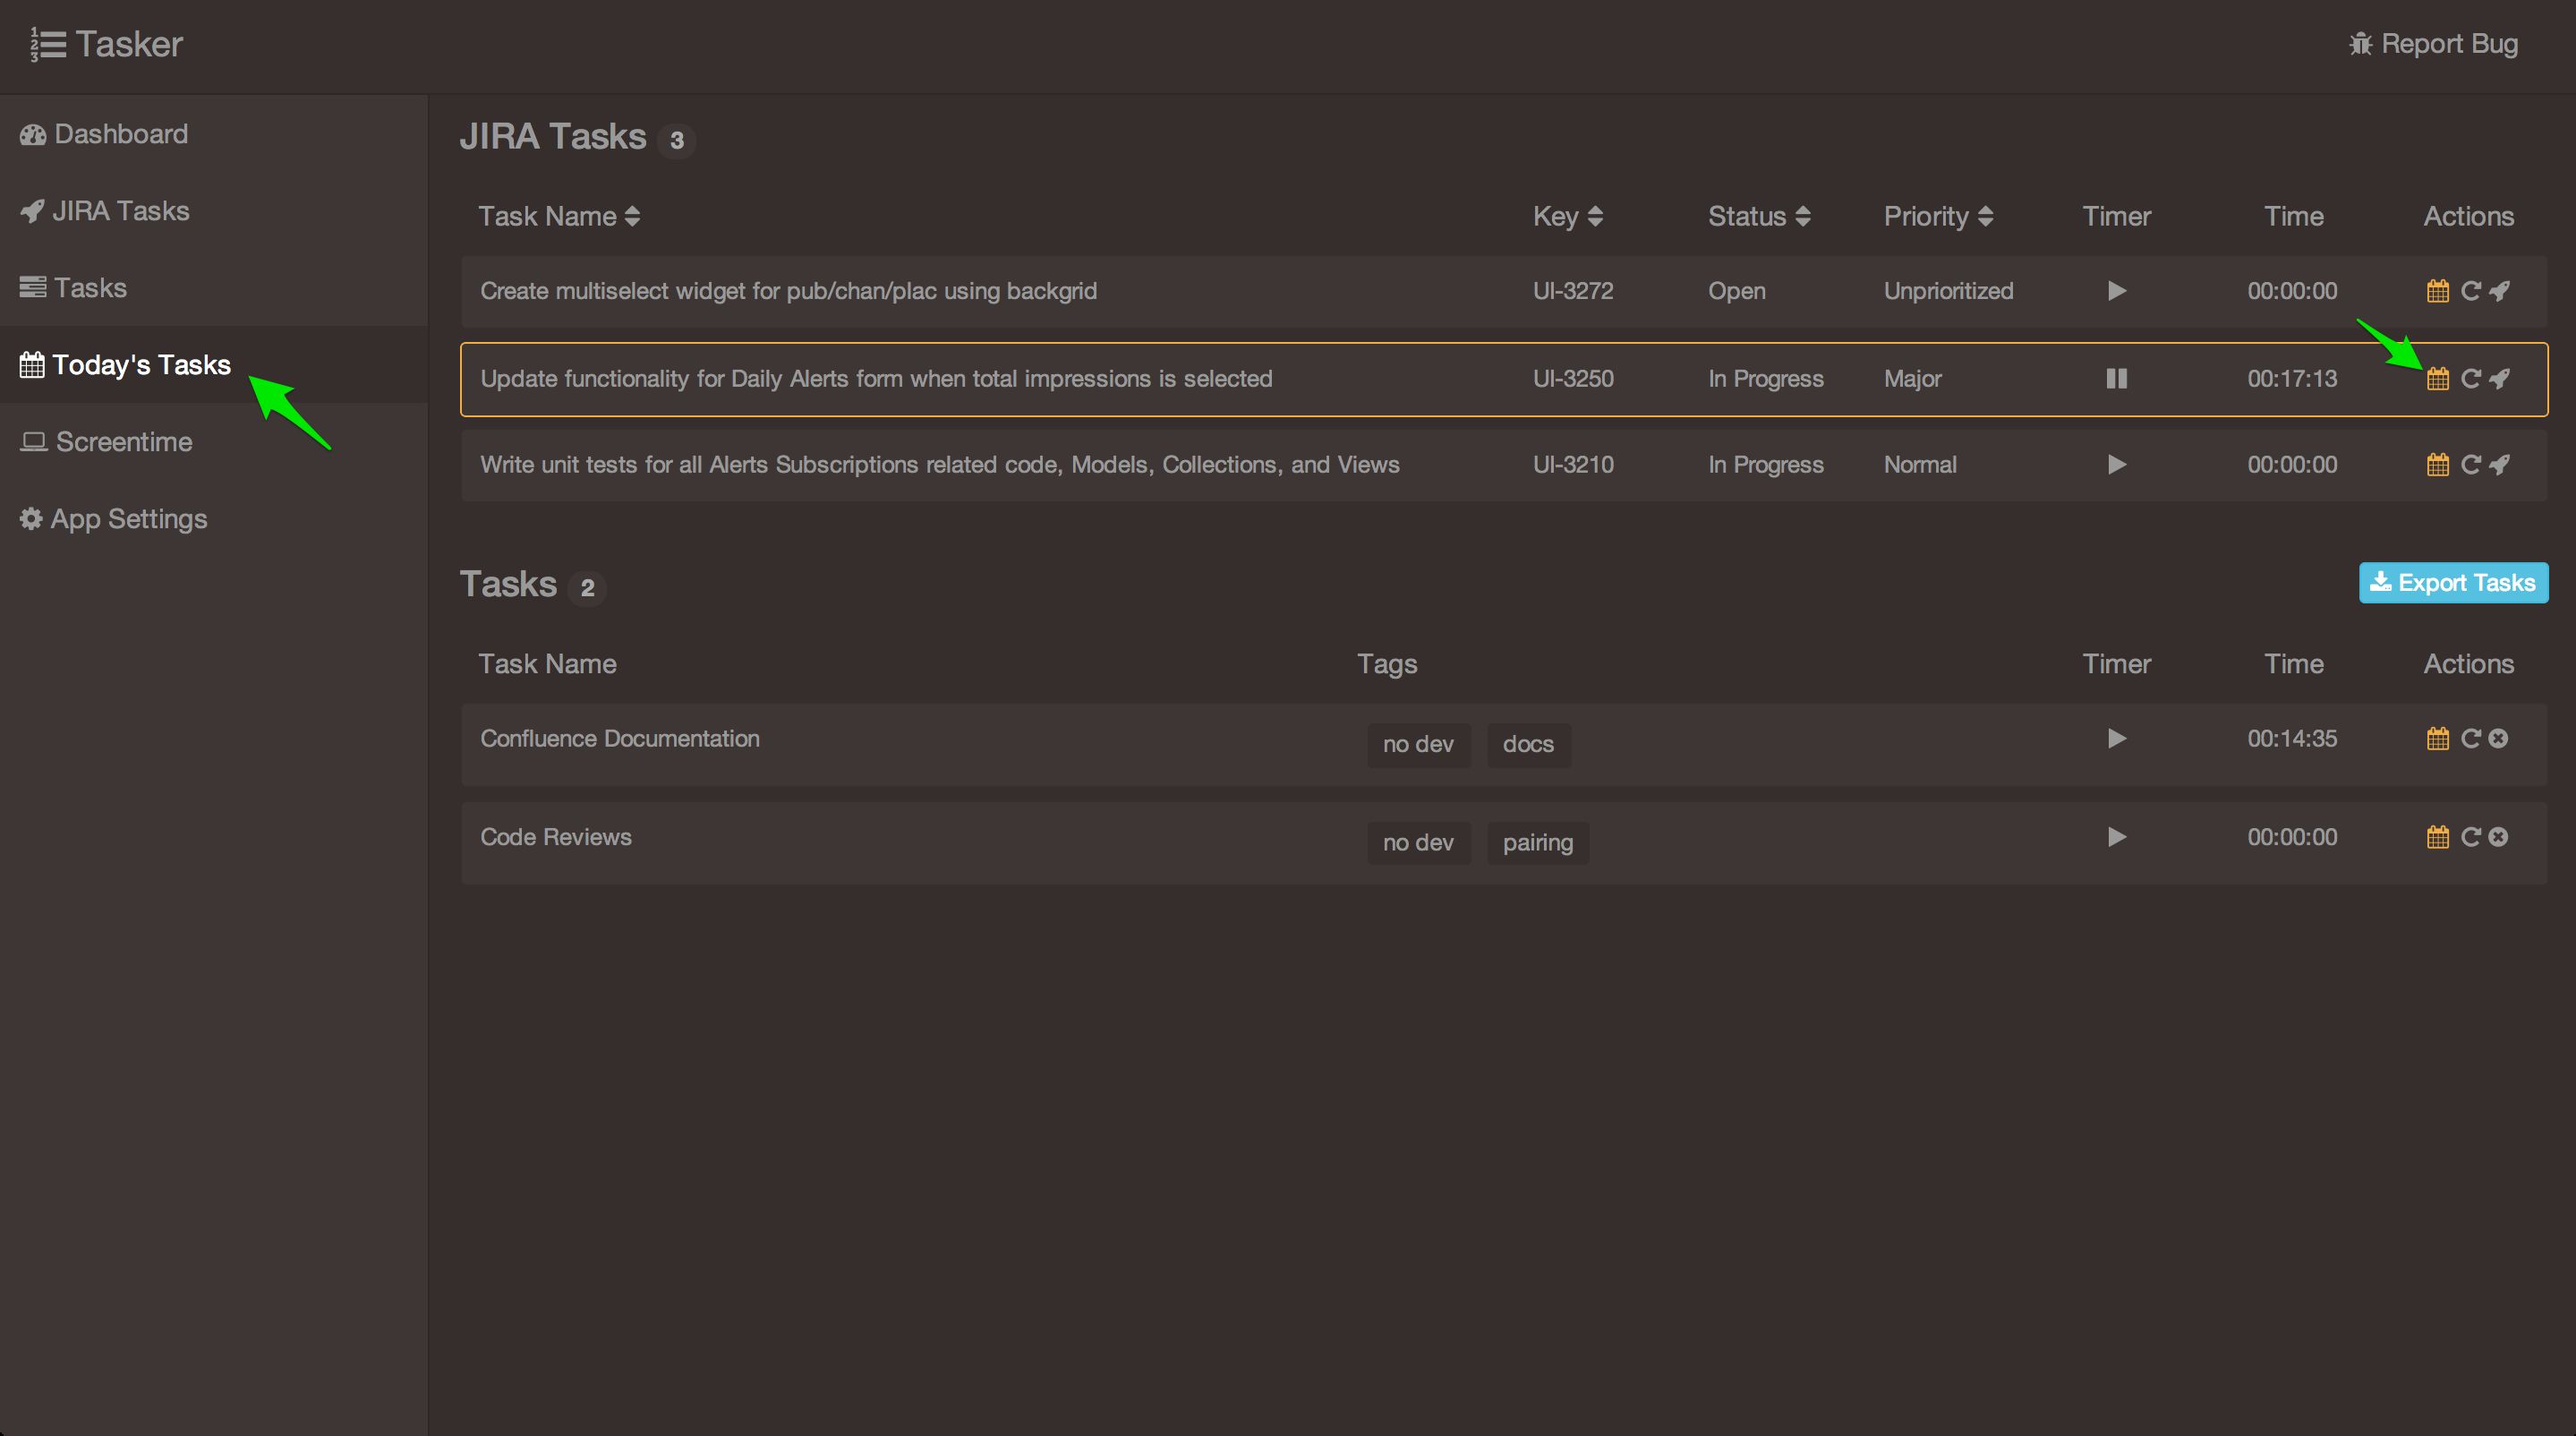 Tasker
Report Bug
Dashboard
JIRA Tasks
Tasks
Today's Tasks
Screentime
App Settings
JIRA Tasks 3
Task Name Key Status Priority Timer Time Actions
Create multiselect widget for pub/chan/plac using backgrid UI-3272 Open Unprioritized 00:00:00
Update functionality for Daily Alerts form when total impressions is selected UI-3250 In Progress Major 00:17:13
Write unit tests for all Alerts Subscriptions related code, Models, Collections, and Views UI-3210 In Progress Normal 00:00:00
Tasks 2
Export Tasks
Task Name Tags Timer Time Actions
Confluence Documentation no dev docs 00:14:35
Code Reviews no dev pairing 00:00:00